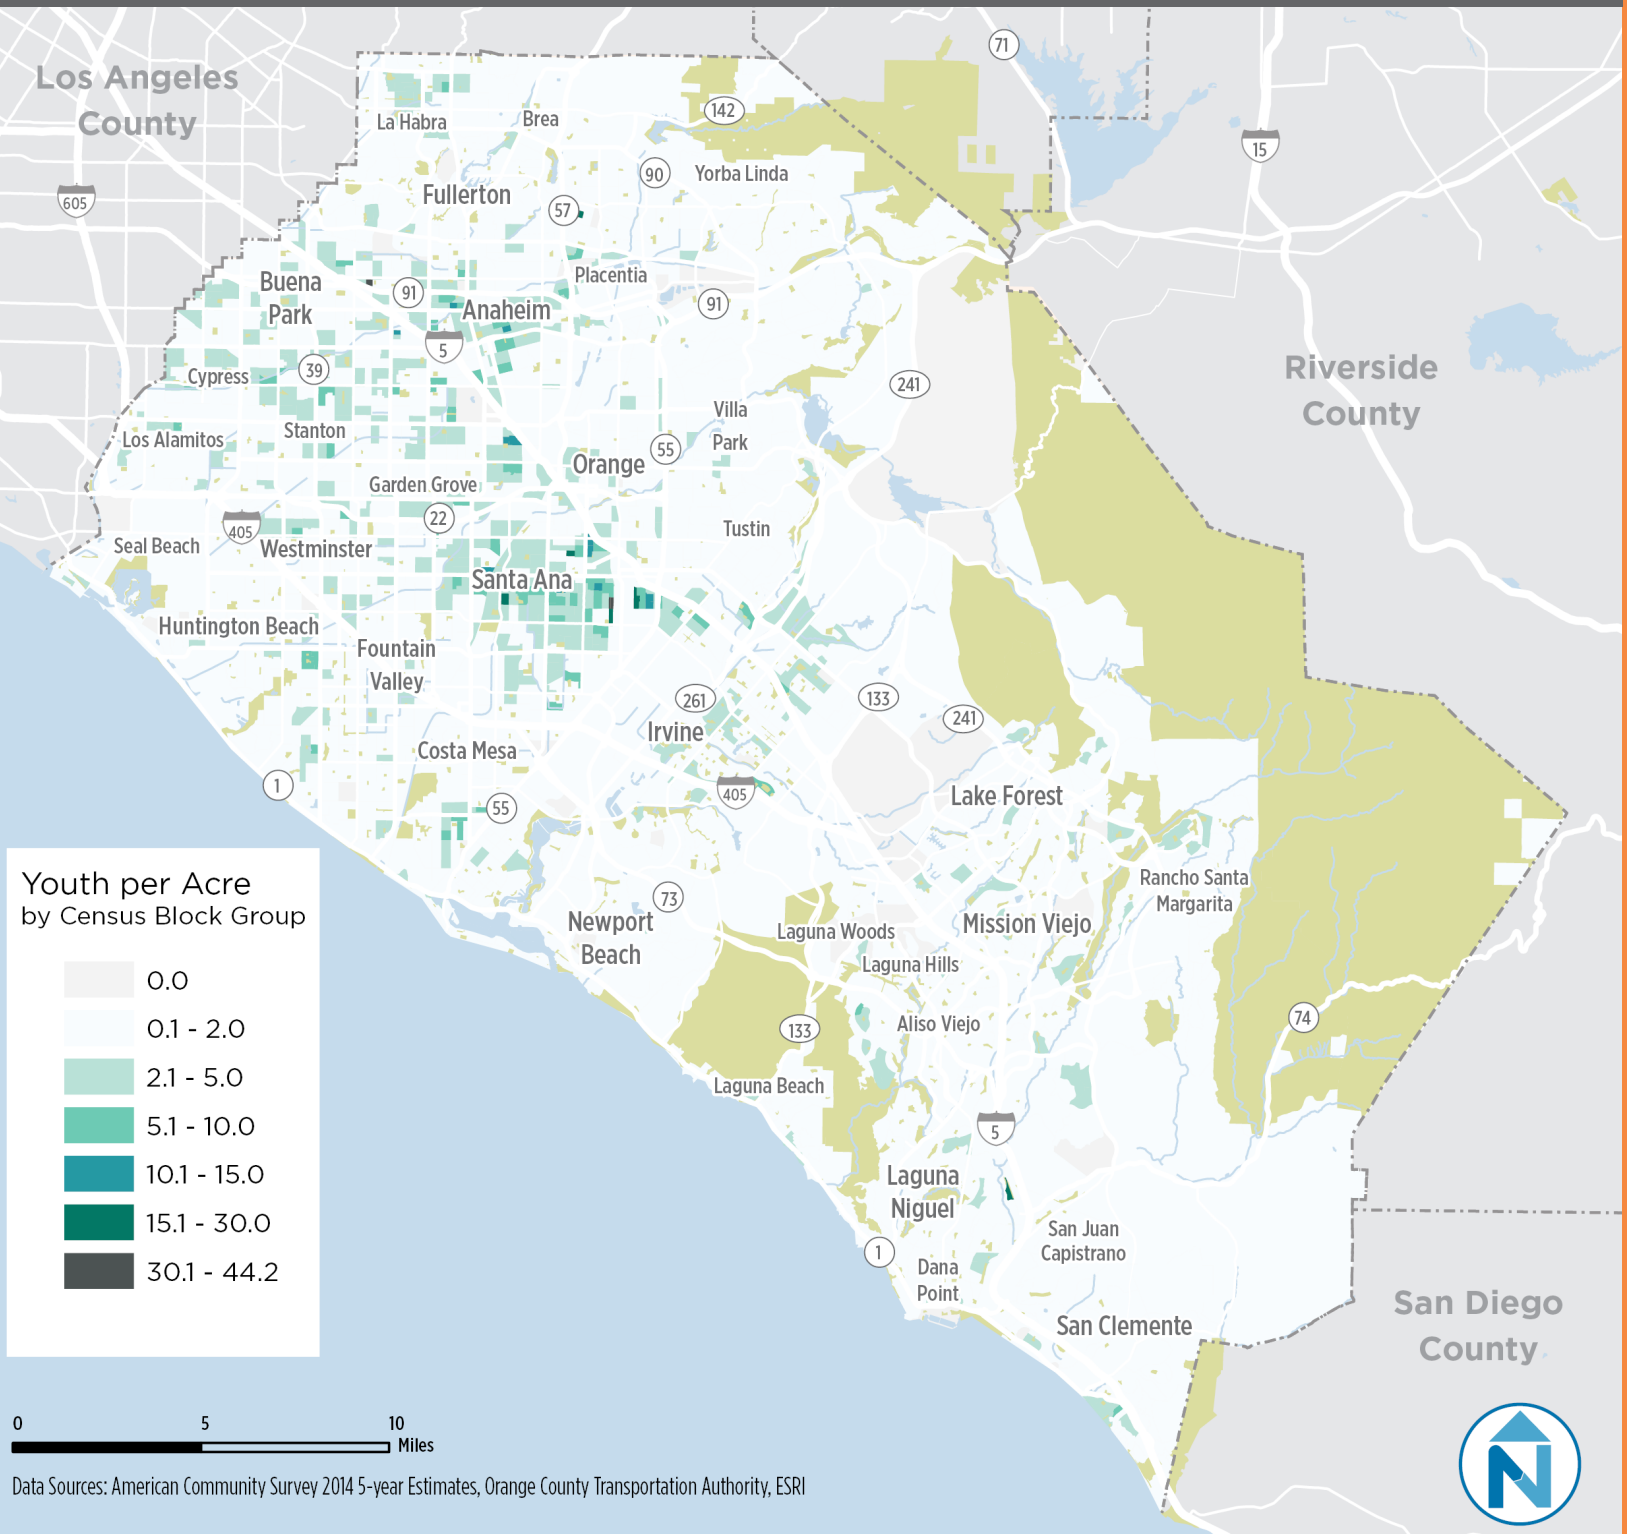 Los Angeles
County
71
142
15
605
La Habra
Brea
90
Yorba Linda
Fullerton
57
Placentia
Buena
Park
91
Anaheim
91
5
Riverside
County
Cypress
39
241
Villa
Park
Los Alamitos
Stanton
55
Orange
Garden Grove
22
405
Tustin
Seal Beach
Westminster
Santa Ana
Huntington Beach
Fountain
Valley
261
133
241
Irvine
Costa Mesa
1
55
405
Lake Forest
Rancho Santa
Margarita
73
Newport
Beach
Laguna Woods
Mission Viejo
Laguna Hills
74
133
Aliso Viejo
Laguna Beach
5
Laguna
Niguel
San Juan
Capistrano
1
Dana
Point
San Clemente
San Diego
County
Youth per Acre
by Census Block Group
0.0
0.1 - 2.0
2.1 - 5.0
5.1 - 10.0
10.1 - 15.0
15.1 - 30.0
30.1 - 44.2
0 5 10
Miles
Data Sources: American Community Survey 2014 5-year Estimates, Orange County Transportation Authority, ESRI
N